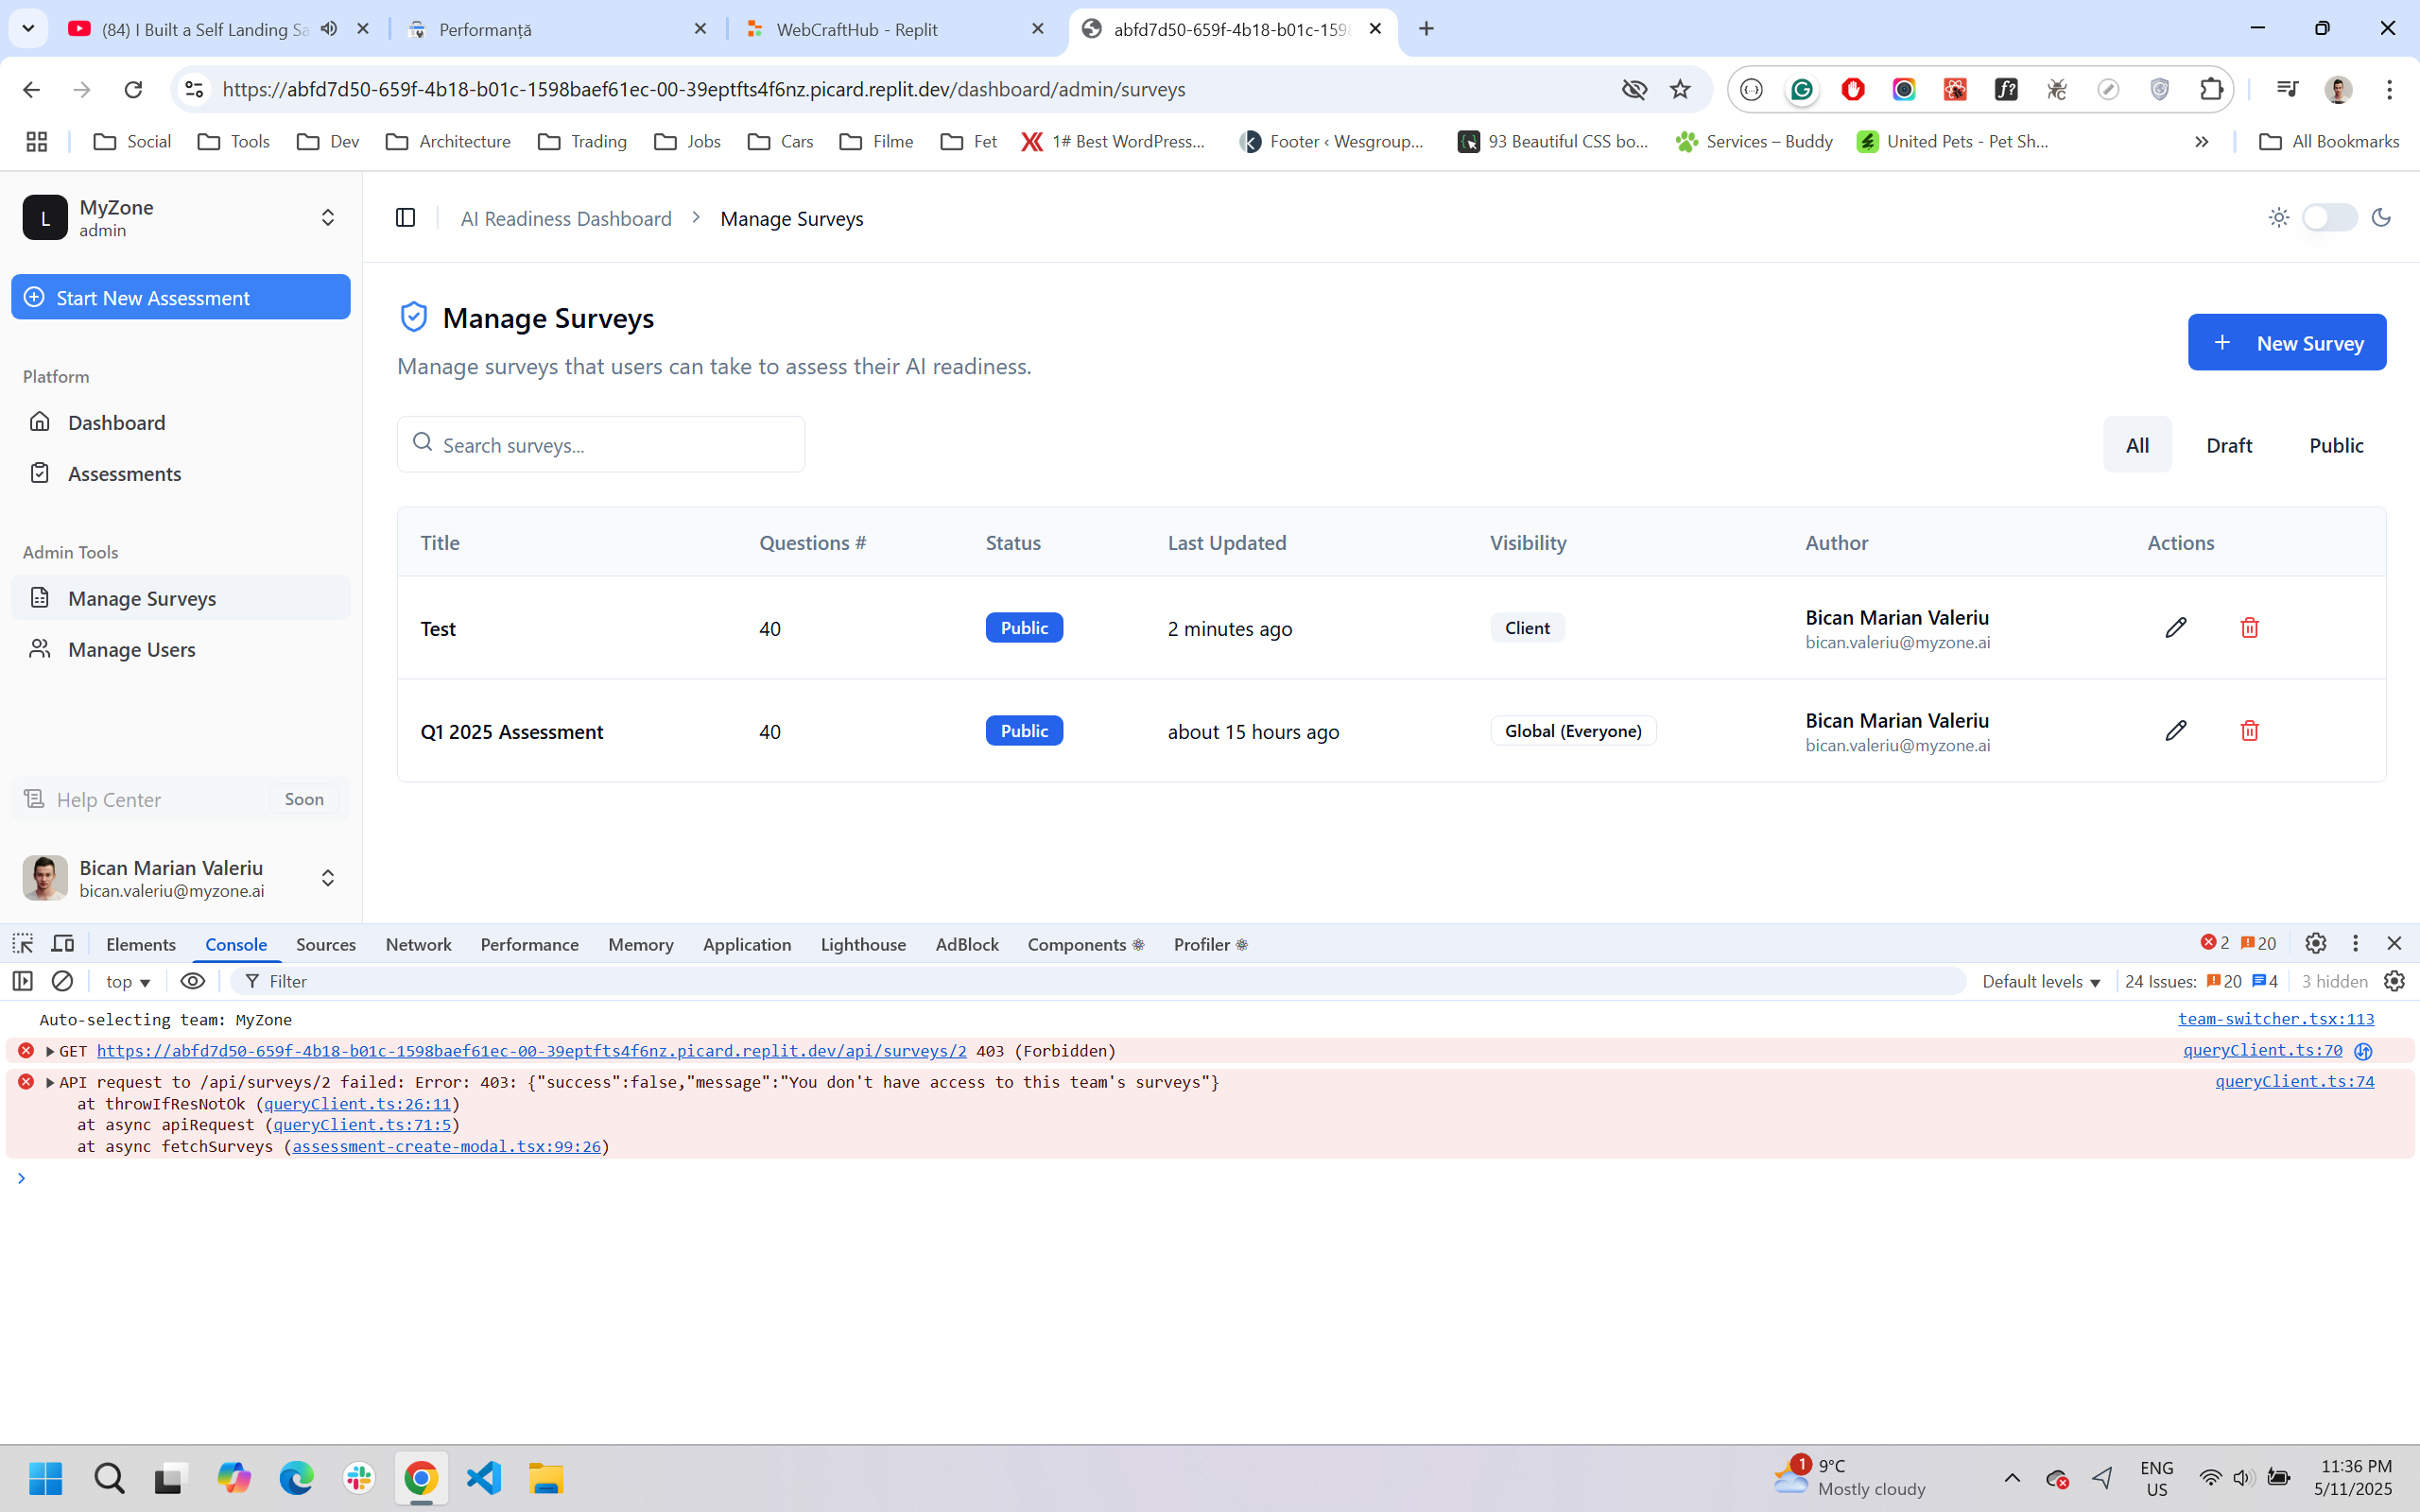 (84) I Built a Self Landing Sa
Performanță
WebCraftHub - Replit
abfd7d50-659f-4b18-b01c-159
https://abfd7d50-659f-4b18-b01c-1598baef61ec-00-39eptfts4f6nz.picard.replit.dev/dashboard/admin/surveys
Social
Tools
Dev
Architecture
Trading
Jobs
Cars
Filme
Fet
1# Best WordPress...
Footer ‹ Wesgroup...
93 Beautiful CSS bo...
Services – Buddy
United Pets - Pet Sh...
All Bookmarks
L
MyZone
admin
AI Readiness Dashboard
Manage Surveys
Start New Assessment
Manage Surveys
New Survey
Manage surveys that users can take to assess their AI readiness.
Platform
Dashboard
Assessments
Search surveys...
All
Draft
Public
Admin Tools
Manage Surveys
Manage Users
Title
Questions #
Status
Last Updated
Visibility
Author
Actions
Test
40
Public
2 minutes ago
Client
Bican Marian Valeriu
bican.valeriu@myzone.ai
Q1 2025 Assessment
40
Public
about 15 hours ago
Global (Everyone)
Bican Marian Valeriu
bican.valeriu@myzone.ai
Help Center
Soon
Bican Marian Valeriu
bican.valeriu@myzone.ai
Elements
Console
Sources
Network
Performance
Memory
Application
Lighthouse
AdBlock
Components
Profiler
2
20
top
Filter
Default levels
24 Issues:
20
4
3 hidden
Auto-selecting team: MyZone
team-switcher.tsx:113
GET https://abfd7d50-659f-4b18-b01c-1598baef61ec-00-39eptfts4f6nz.picard.replit.dev/api/surveys/2 403 (Forbidden)
queryClient.ts:70
API request to /api/surveys/2 failed: Error: 403: {"success":false,"message":"You don't have access to this team's surveys"}
queryClient.ts:74
at throwIfResNotOk (queryClient.ts:26:11)
at async apiRequest (queryClient.ts:71:5)
at async fetchSurveys (assessment-create-modal.tsx:99:26)
1
9°C
Mostly cloudy
ENG
US
11:36 PM
5/11/2025